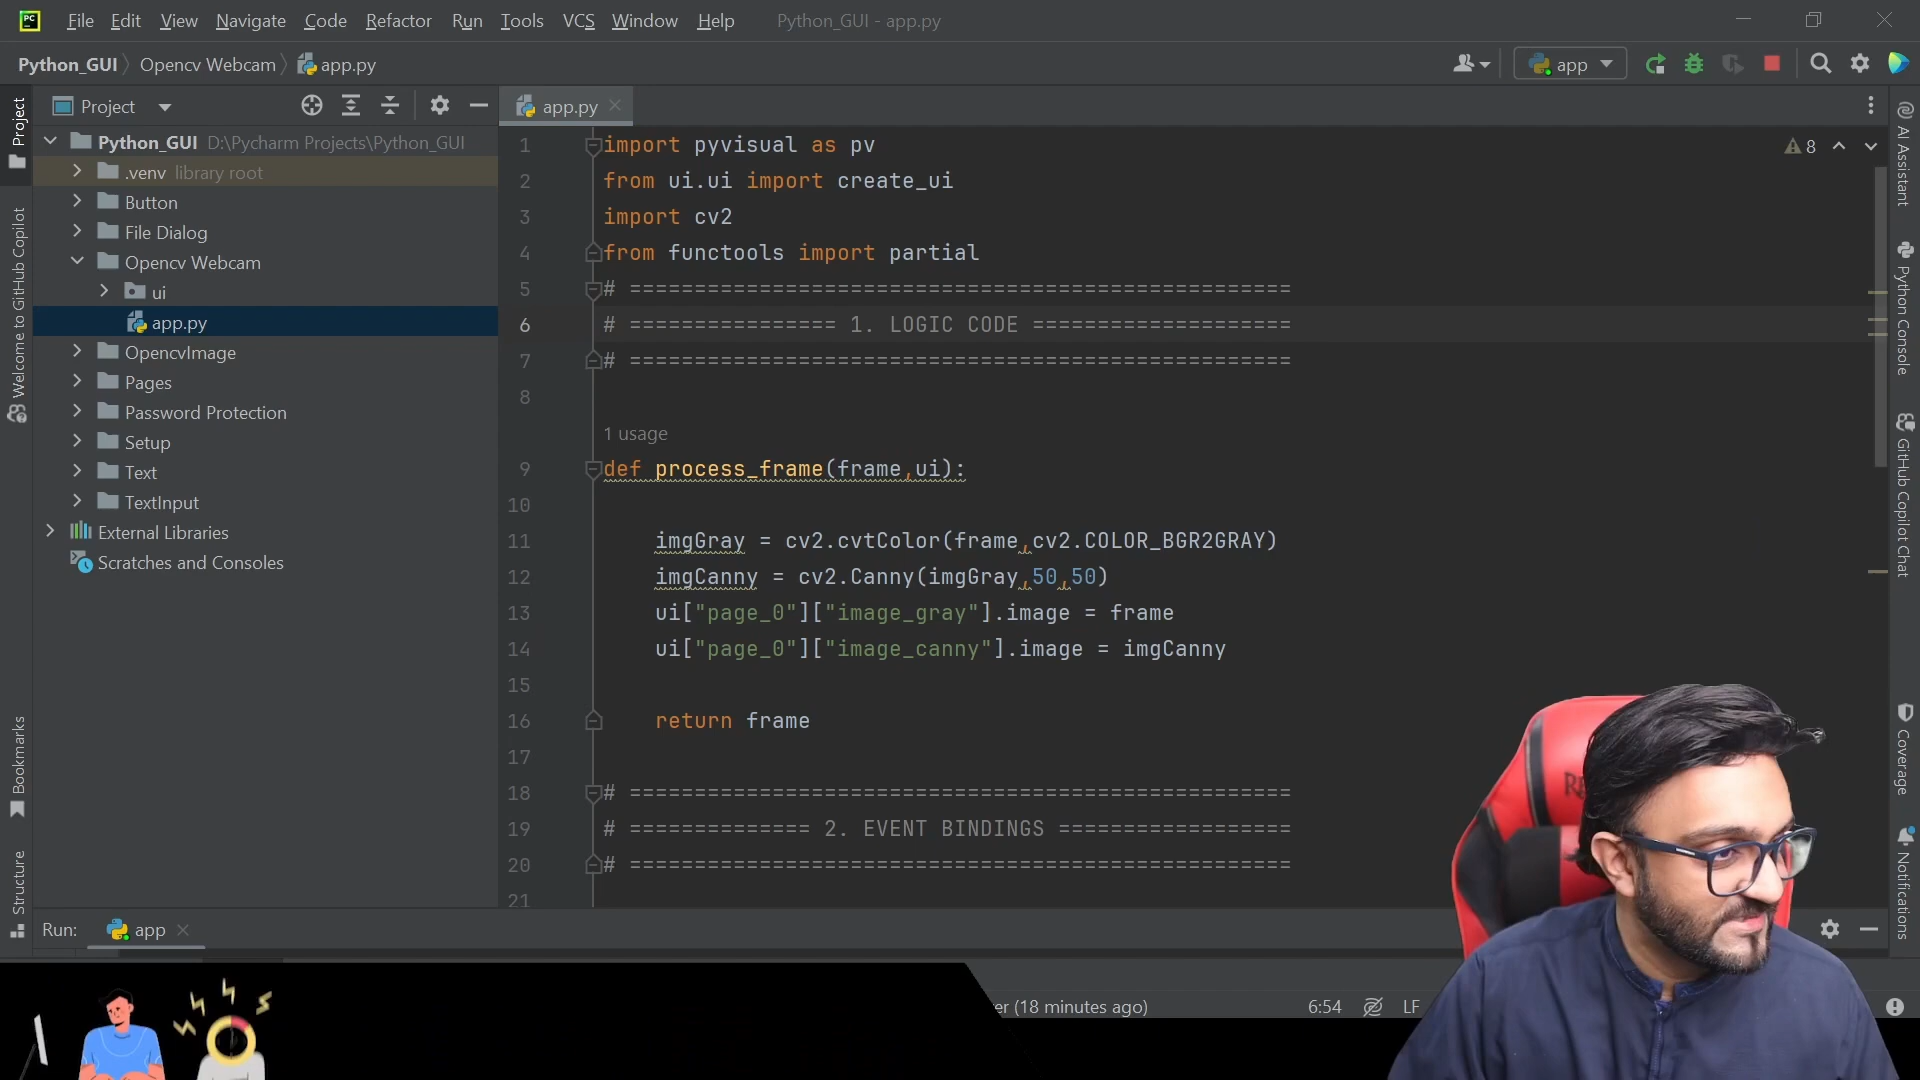 PC File Edit View Navigate Code Refactor Run Tools VCS Window Help Python_GUI - app.py
Python_GUI Opencv Webcam app.py app
Project app.py
Python_GUI D:\Pycharm Projects\Python_GUI
.venv library root
Button
File Dialog
Opencv Webcam
ui
app.py
OpencvImage
Pages
Password Protection
Setup
Text
TextInput
External Libraries
Scratches and Consoles
Project
Welcome to GitHub Copilot
Bookmarks
Structure
8
1 import pyvisual as pv
2 from ui.ui import create_ui
3 import cv2
4 from functools import partial
5 # ===================================================
6 # ================ 1. LOGIC CODE ====================
7 # ===================================================
8
1 usage
9 def process_frame(frame,ui):
10
11 imgGray = cv2.cvtColor(frame,cv2.COLOR_BGR2GRAY)
12 imgCanny = cv2.Canny(imgGray,50,50)
13 ui["page_0"]["image_gray"].image = frame
14 ui["page_0"]["image_canny"].image = imgCanny
15
16 return frame
17
18 # ===================================================
19 # ============== 2. EVENT BINDINGS ==================
20 # ===================================================
21
AI Assistant
Python Console
GitHub Copilot Chat
Coverage
Notifications
Run: app
er (18 minutes ago) 6:54 LF